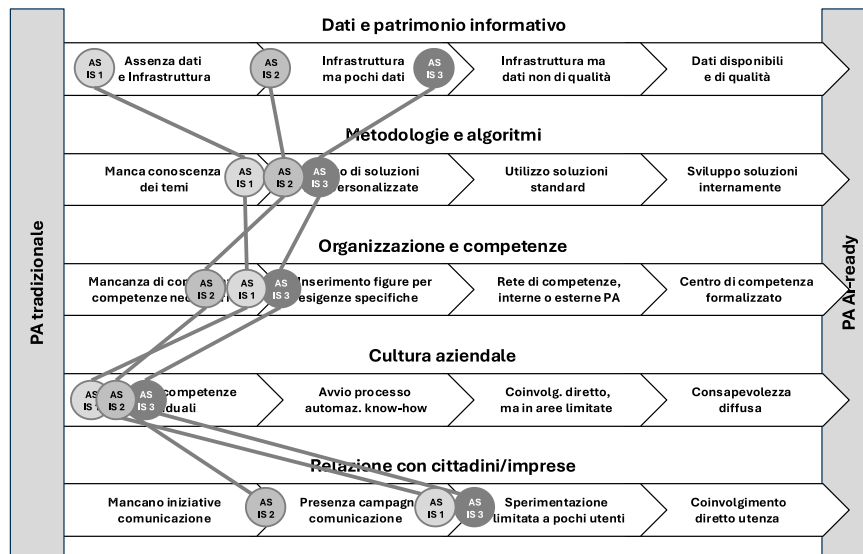 Dati e patrimonio informativo
AS
IS 1
Assenza dati
e Infrastruttura
AS
IS 2
Infrastruttura
ma pochi dati
AS
IS 3
Infrastruttura ma
dati non di qualità
Dati disponibili
e di qualità
Metodologie e algoritmi
Manca conoscenza
dei temi
AS
IS 1
AS
IS 2
AS
IS 3
di soluzioni
Utilizzo soluzioni
standard
Sviluppo soluzioni
internamente
Organizzazione e competenze
Mancanza di
competenze
AS
IS 2
AS
IS 1
AS
IS 3
Inserimento figure per
esigenze specifiche
Rete di competenze,
interne o esterne PA
Centro di competenza
formalizzato
Cultura aziendale
AS
IS 1
AS
IS 2
AS
IS 3
competenze
Avvio processo
automaz. know-how
Coinvolg. diretto,
ma in aree limitate
Consapevolezza
diffusa
Relazione con cittadini/imprese
Mancano iniziative
comunicazione
AS
IS 2
Presenza
comunicazione
AS
IS 1
AS
IS 3
Sperimentazione
limitata a pochi utenti
Coinvolgimento
diretto utenza
PA tradizionale
PA AI-ready